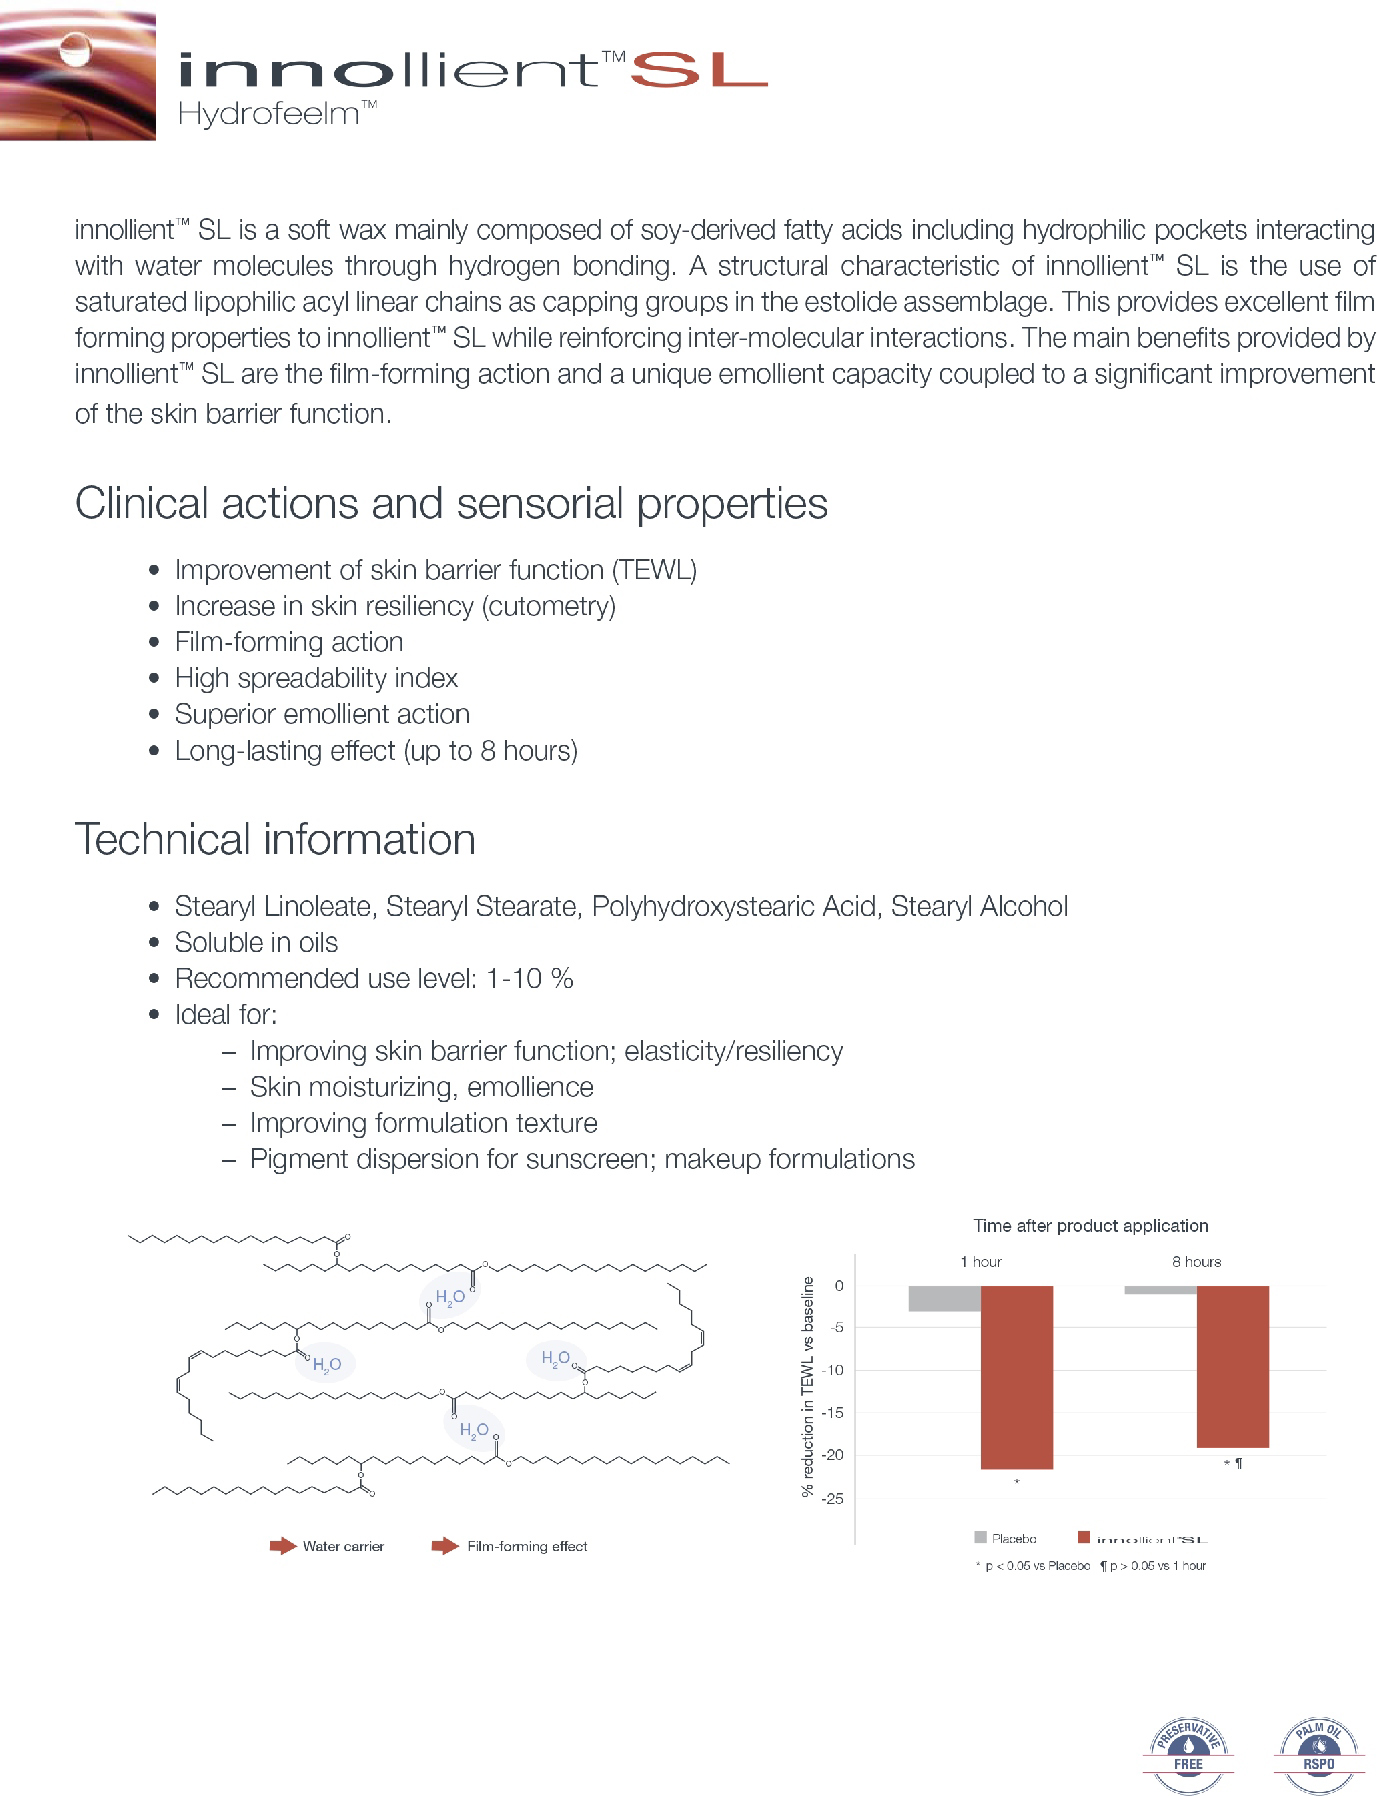 innollient™ SL
Hydrofeelm™
innollient™ SL is a soft wax mainly composed of soy-derived fatty acids including hydrophilic pockets interacting
with water molecules through hydrogen bonding. A structural characteristic of innollient™ SL is the use of
saturated lipophilic acyl linear chains as capping groups in the estolide assemblage. This provides excellent film
forming properties to innollient™ SL while reinforcing inter-molecular interactions. The main benefits provided by
innollient™ SL are the film-forming action and a unique emollient capacity coupled to a significant improvement
of the skin barrier function.
Clinical actions and sensorial properties
• Improvement of skin barrier function (TEWL)
• Increase in skin resiliency (cutometry)
• Film-forming action
• High spreadability index
• Superior emollient action
• Long-lasting effect (up to 8 hours)
Technical information
• Stearyl Linoleate, Stearyl Stearate, Polyhydroxystearic Acid, Stearyl Alcohol
• Soluble in oils
• Recommended use level: 1-10 %
• Ideal for:
– Improving skin barrier function; elasticity/resiliency
– Skin moisturizing, emollience
– Improving formulation texture
– Pigment dispersion for sunscreen; makeup formulations
O
O
O
O
H₂O
O
O
O
O
H₂O
H₂O
O
O
O
O
H₂O
O
O
O
O
Water carrier
Film-forming effect
Time after product application
1 hour
8 hours
% reduction in TEWL vs baseline
0
-5
-10
-15
-20
-25
*
* ¶
Placebo
innollient™SL
* p < 0.05 vs Placebo ¶ p > 0.05 vs 1 hour
PRESERVATIVE
FREE
PALM OIL
RSPO